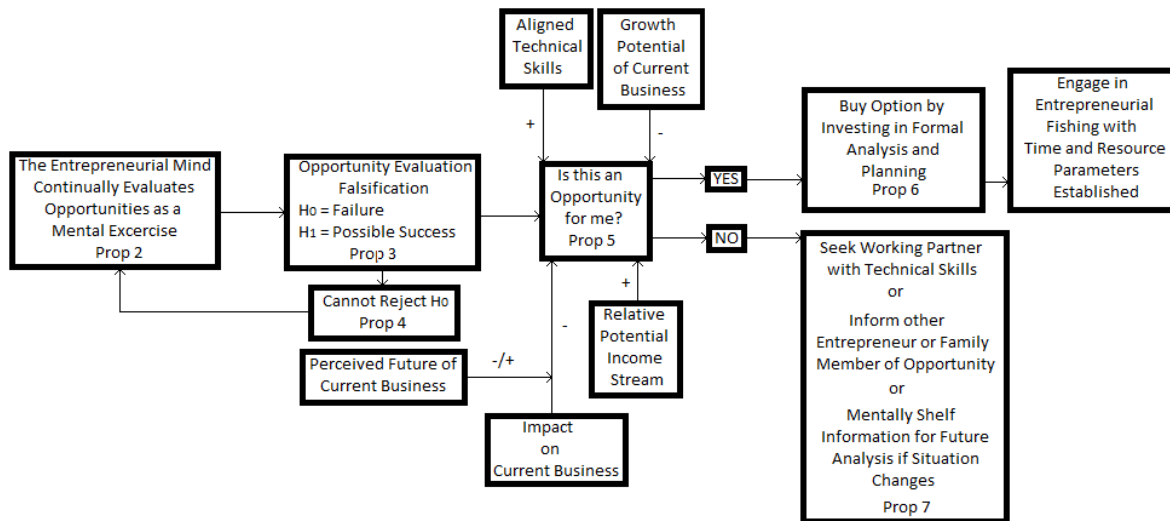 The Entrepreneurial Mind
Continually Evaluates
Opportunities as a
Mental Excercise
Prop 2
Opportunity Evaluation
Falsification
H0 = Failure
H1 = Possible Success
Prop 3
Cannot Reject H0
Prop 4
Perceived Future of
Current Business
-/+
Aligned
Technical
Skills
+
Growth
Potential
of Current
Business
-
Is this an
Opportunity
for me?
Prop 5
-
Impact
on
Current Business
+
Relative
Potential
Income
Stream
YES
NO
Buy Option by
Investing in Formal
Analysis and
Planning
Prop 6
Engage in
Entrepreneurial
Fishing with
Time and Resource
Parameters
Established
Seek Working Partner
with Technical Skills
or
Inform other
Entrepreneur or Family
Member of Opportunity
or
Mentally Shelf
Information for Future
Analysis if Situation
Changes
Prop 7